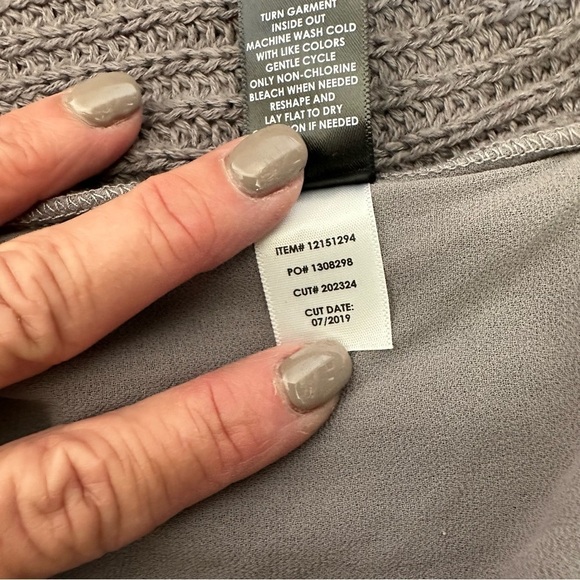 TURN GARMENT
INSIDE OUT
MACHINE WASH COLD
WITH LIKE COLORS
GENTLE CYCLE
ONLY NON-CHLORINE
BLEACH WHEN NEEDED
RESHAPE AND
LAY FLAT TO DRY
IF NEEDED
ITEM# 12151294
PO# 1308298
CUT# 202324
CUT DATE:
07/2019